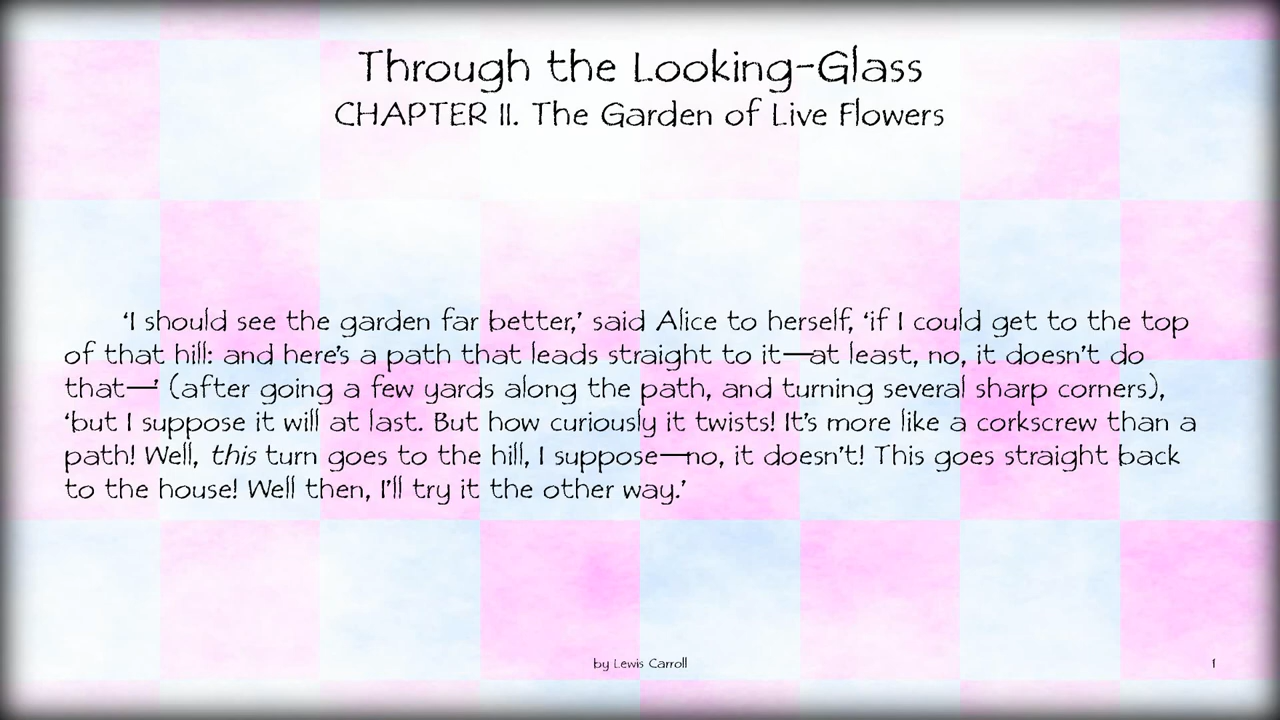 Through the Looking-Glass
CHAPTER II. The Garden of Live Flowers
‘I should see the garden far better,’ said Alice to herself, ‘if I could get to the top
of that hill: and here’s a path that leads straight to it—at least, no, it doesn’t do
that—’ (after going a few yards along the path, and turning several sharp corners),
‘but I suppose it will at last. But how curiously it twists! It’s more like a corkscrew than a
path! Well, this turn goes to the hill, I suppose—no, it doesn’t! This goes straight back
to the house! Well then, I’ll try it the other way.’
by Lewis Carroll
1